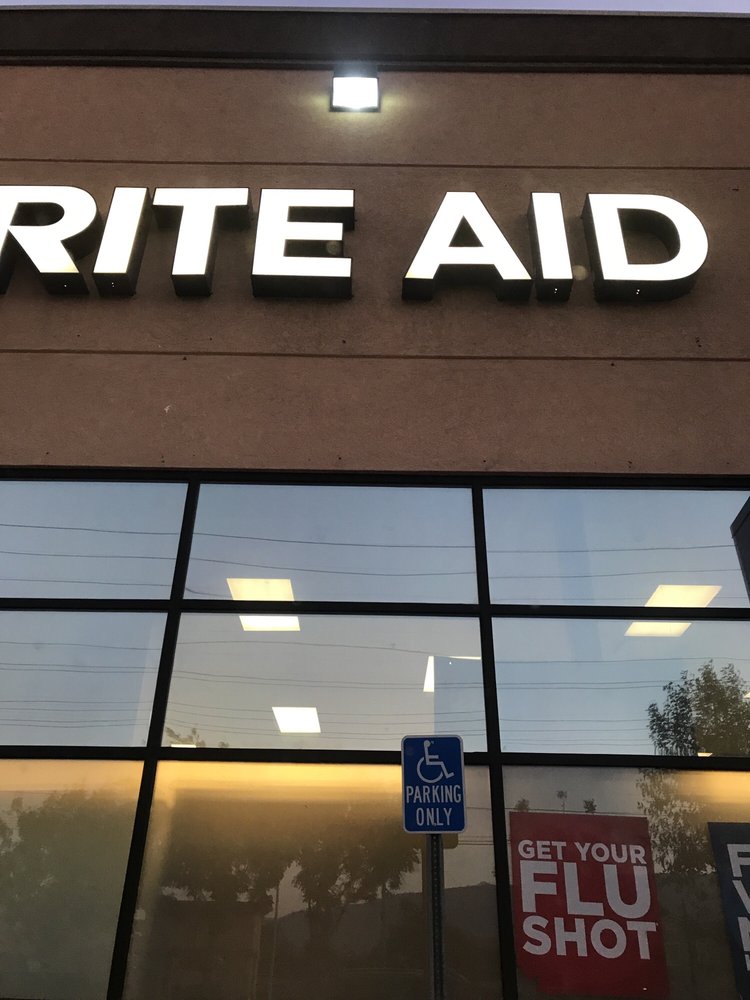 RITE AID
PARKING
ONLY
GET YOUR
FLU
SHOT